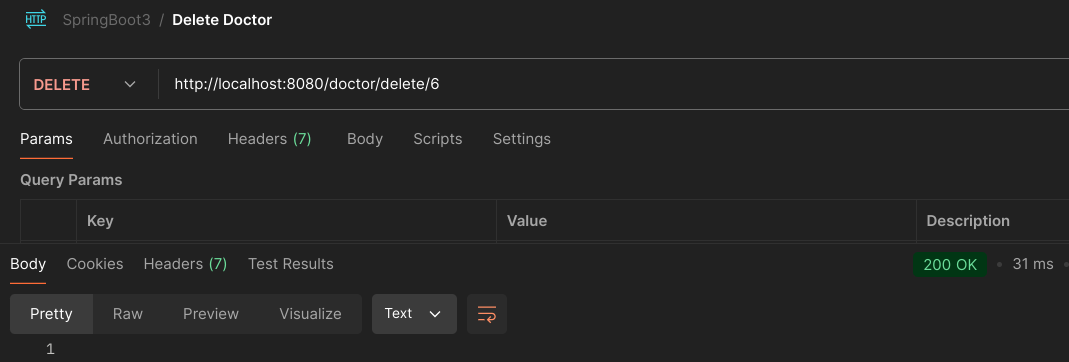 HTTP SpringBoot3 / Delete Doctor
DELETE http://localhost:8080/doctor/delete/6
Params Authorization Headers (7) Body Scripts Settings
Query Params
Key Value Description
Body Cookies Headers (7) Test Results 200 OK • 31 ms •
Pretty Raw Preview Visualize Text
1